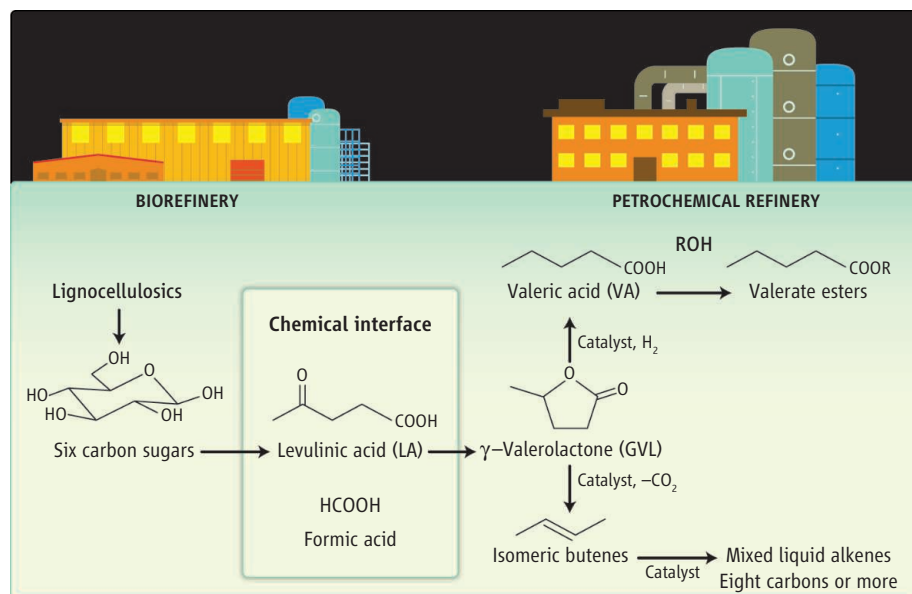 BIOREFINERY
PETROCHEMICAL REFINERY
Lignocellulosics
OH
HO
HO
O
OH
OH
OH
Six carbon sugars
Chemical interface
O
COOH
Levulinic acid (LA)
HCOOH
Formic acid
COOH
Valeric acid (VA)
ROH
COOR
Valerate esters
Catalyst, H₂
O
O
γ–Valerolactone (GVL)
Catalyst, –CO₂
Isomeric butenes
Catalyst
Mixed liquid alkenes
Eight carbons or more